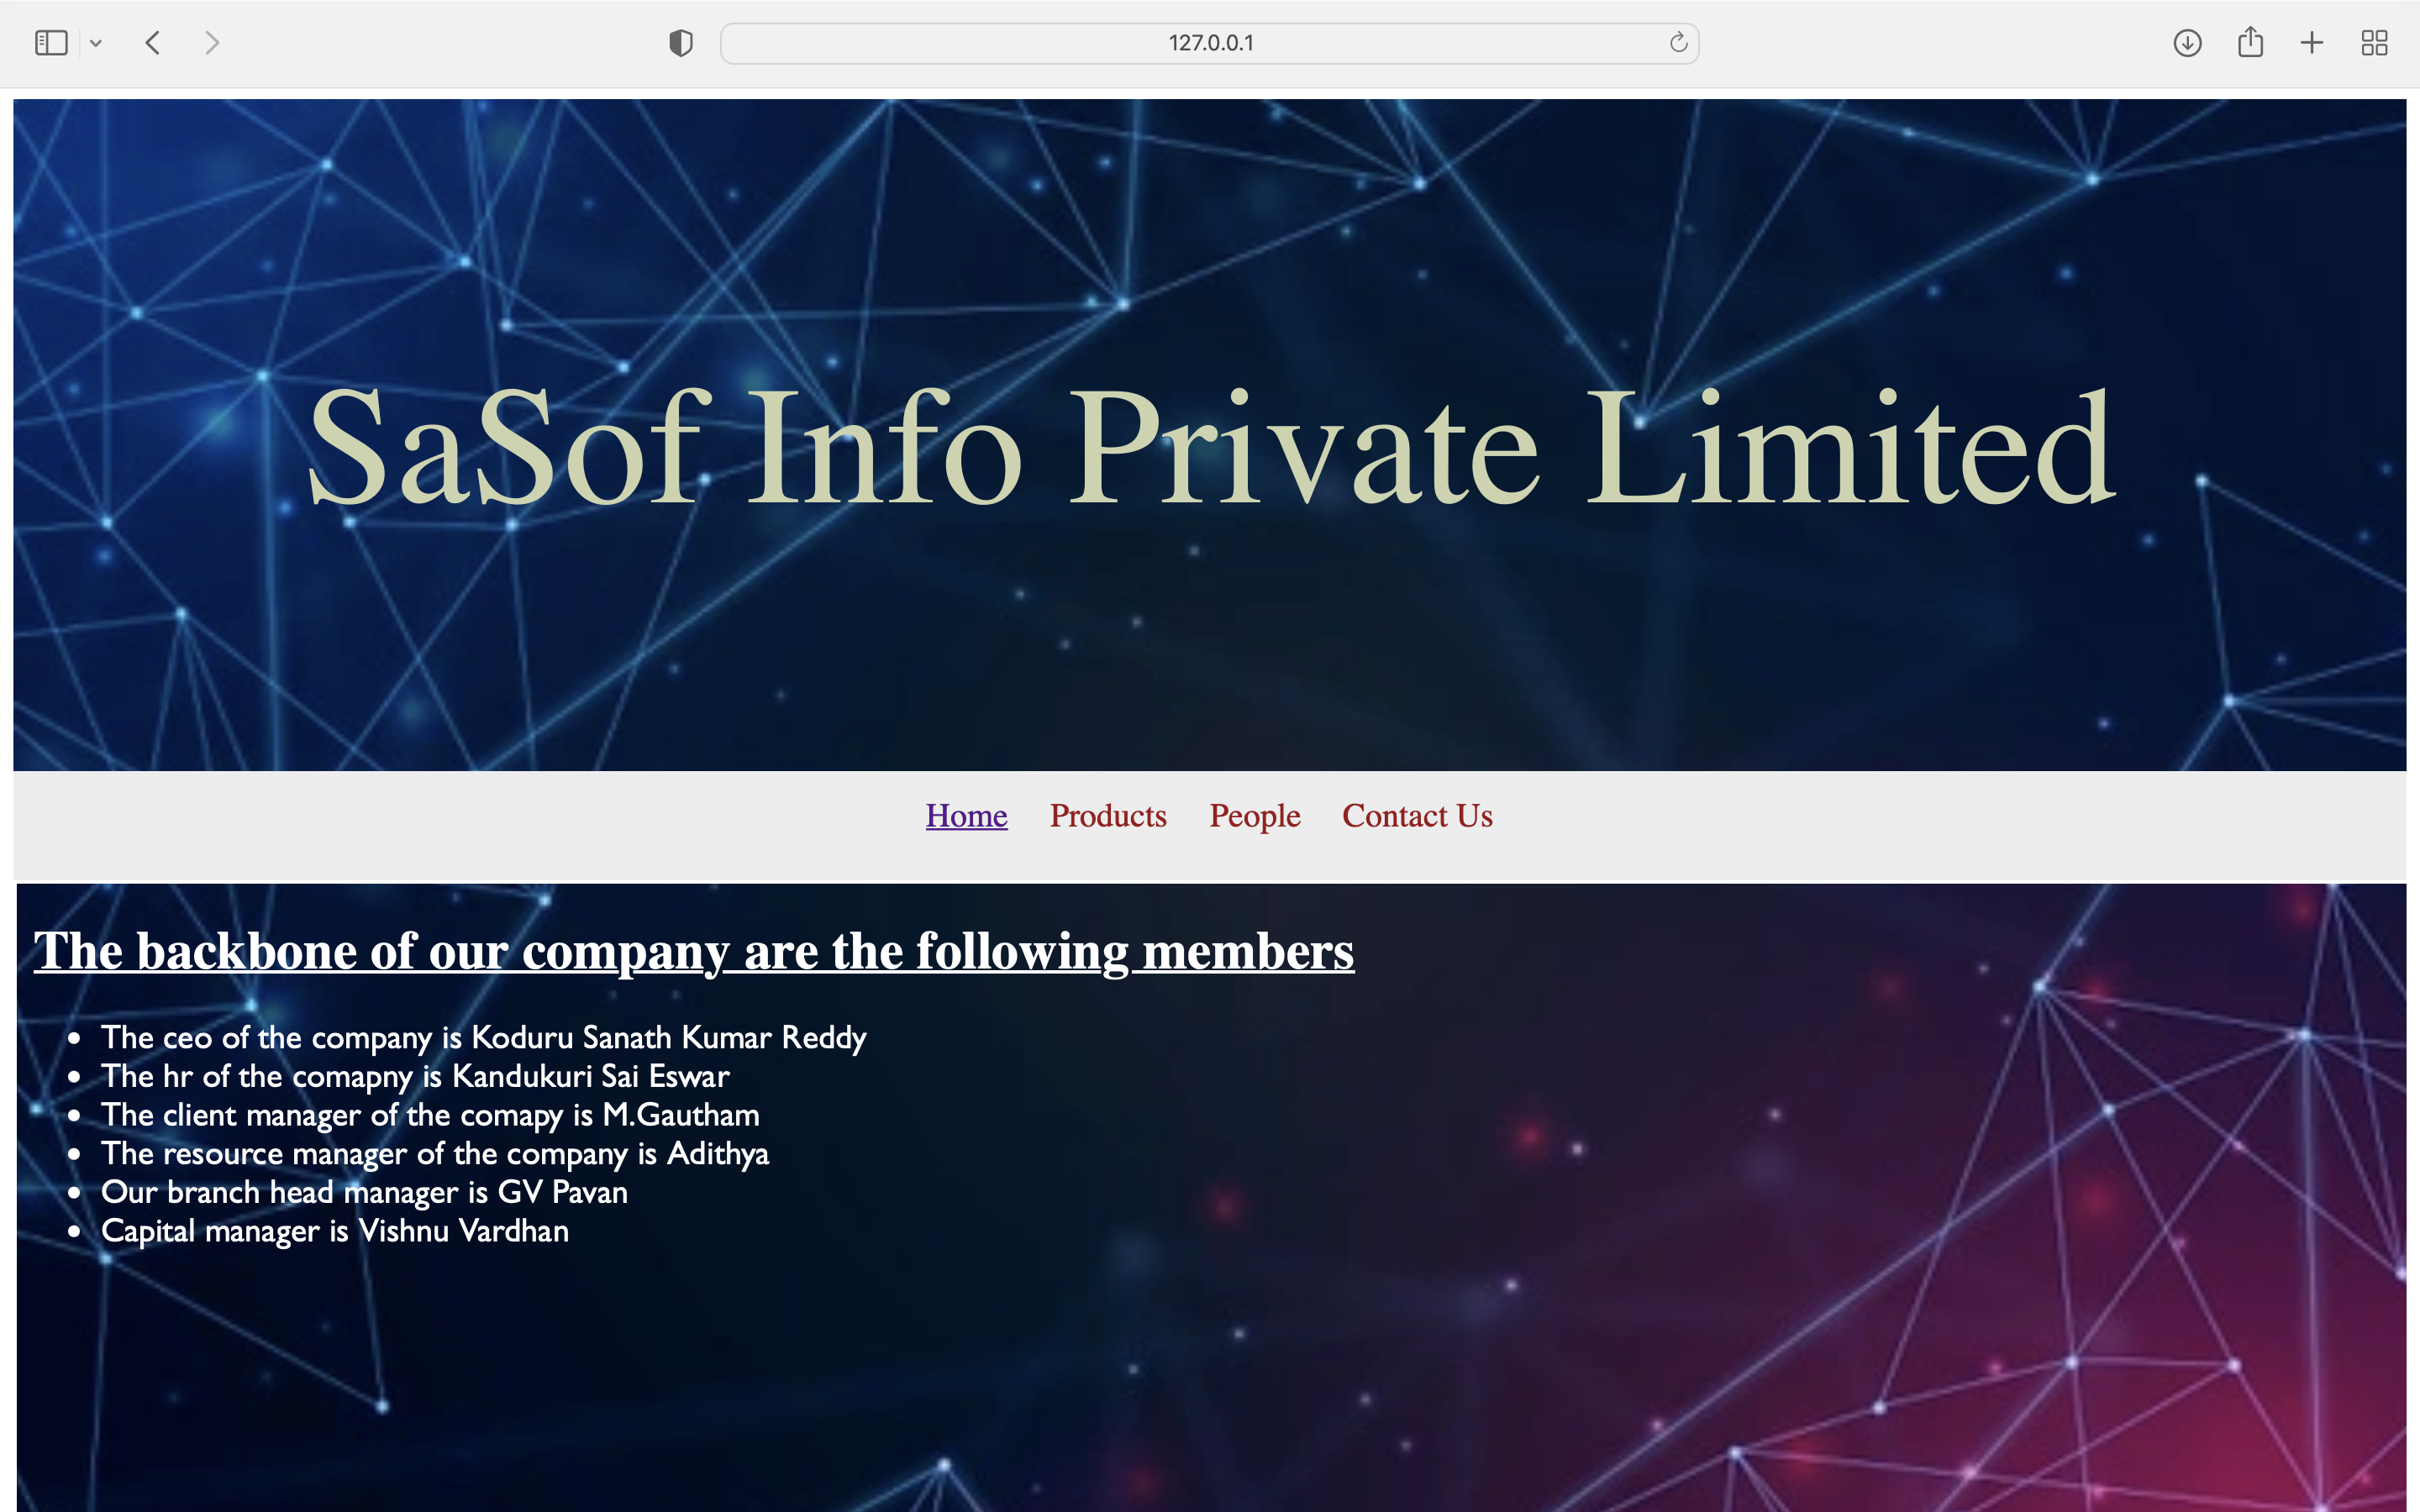 127.0.0.1
SaSof Info Private Limited
Home Products People Contact Us
The backbone of our company are the following members
• The ceo of the company is Koduru Sanath Kumar Reddy
• The hr of the comapny is Kandukuri Sai Eswar
• The client manager of the comapy is M.Gautham
• The resource manager of the company is Adithya
• Our branch head manager is GV Pavan
• Capital manager is Vishnu Vardhan